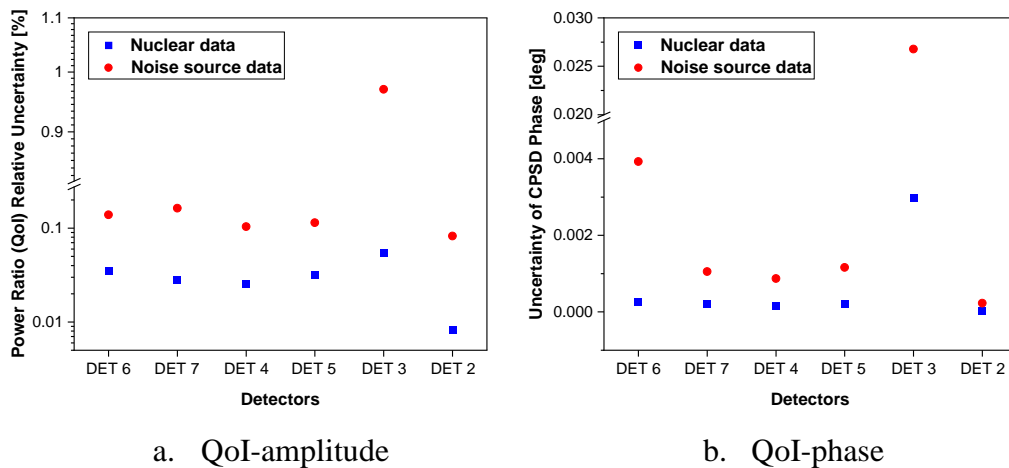 Power Ratio (QoI) Relative Uncertainty [%]
1.1
1
0.9
0.1
0.01
Nuclear data
Noise source data
DET 6 DET 7 DET 4 DET 5 DET 3 DET 2
Detectors
a. QoI-amplitude
Uncertainty of CPSD Phase [deg]
0.030
0.025
0.020
0.004
0.002
0.000
Nuclear data
Noise source data
DET 6 DET 7 DET 4 DET 5 DET 3 DET 2
Detectors
b. QoI-phase